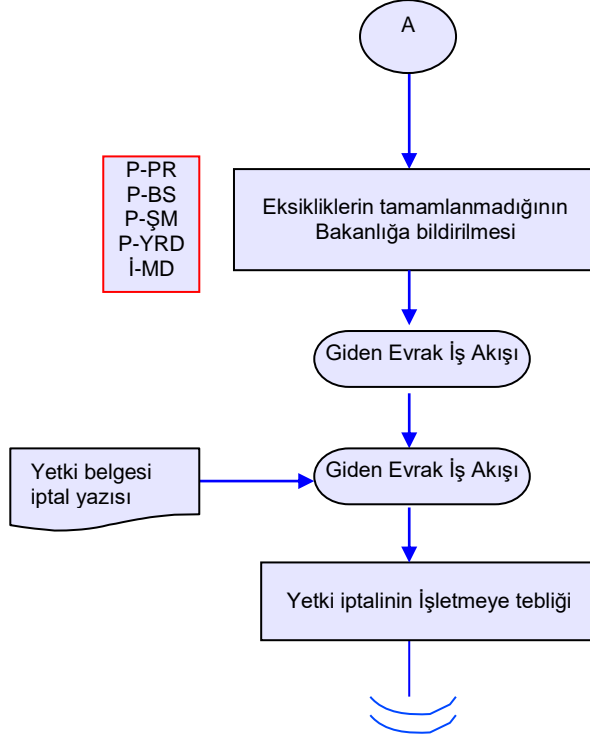 A
P-PR
P-BS
P-ŞM
P-YRD
İ-MD
Eksikliklerin tamamlanmadığının
Bakanlığa bildirilmesi
Giden Evrak İş Akışı
Yetki belgesi
iptal yazısı
Giden Evrak İş Akışı
Yetki iptalinin İşletmeye tebliği